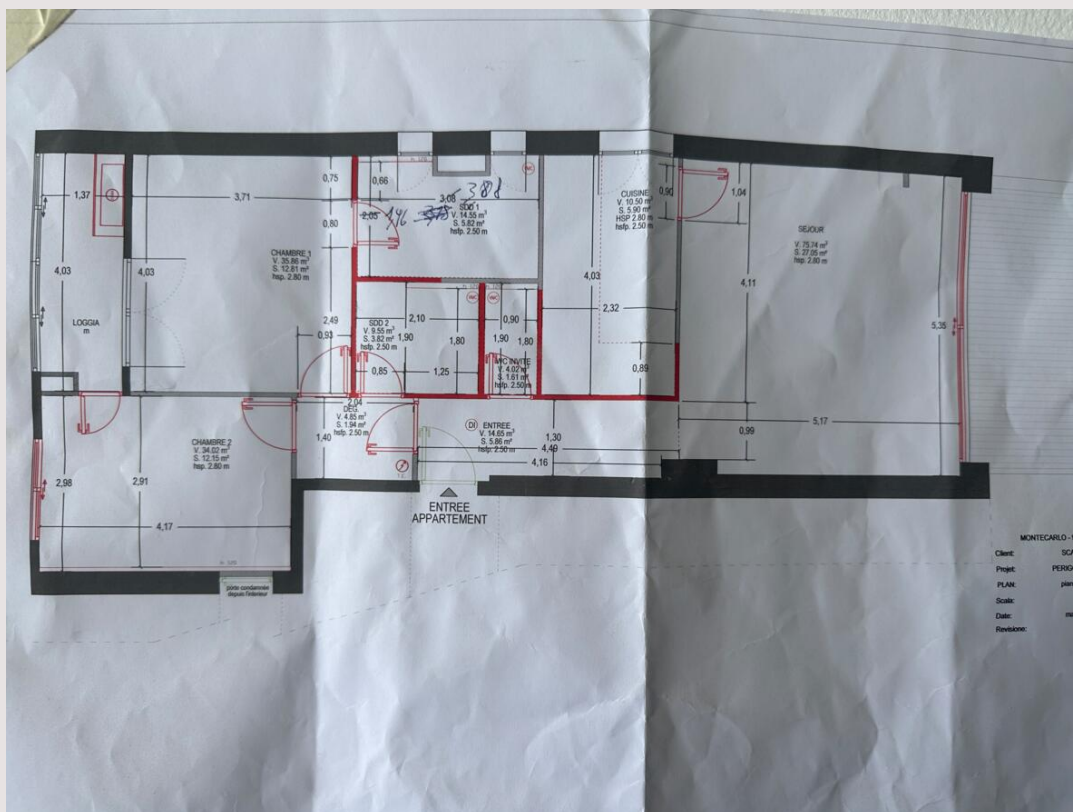 1,37
4,03
LOGGIA
m
3,71
4,03
0,75
0,80
2,49
0,93
CHAMBRE 1
V. 35.86 m³
S. 12.81 m²
hsp. 2.80 m
0,66
3,08
388
2,05
196
SDD 1
V. 14.55 m³
S. 5.82 m²
hsfp. 2.50 m
SDD 2
V. 9.55 m³
S. 3.82 m²
hsfp. 2.50 m
2,10
1,90
1,80
0,85
1,25
0,90
1,90
1,80
WC INVITE
V. 4.02 m³
S. 1.61 m²
hsfp. 2.50 m
CUISINE
V. 10.50 m³
S. 5.90 m²
HSP 2.80 m
hsfp. 2.50 m
4,03
2,32
0,89
0,90
1,04
SEJOUR
V. 75.74 m³
S. 27.05 m²
hsp. 2.80 m
4,11
5,35
5,17
0,99
2,04
DEG.
V. 4.85 m³
S. 1.94 m²
hsfp. 2.50 m
1,40
DI
ENTREE
V. 14.65 m³
S. 5.86 m²
hsfp. 2.50 m
1,30
4,49
4,16
CHAMBRE 2
V. 34.02 m³
S. 12.15 m²
hsp. 2.80 m
2,98
2,91
4,17
ENTREE
APPARTEMENT
porte condamnée
depuis l'interieur
MONTECARLO -
Client:
Projet:
PLAN:
Scala:
Date:
Revisione: